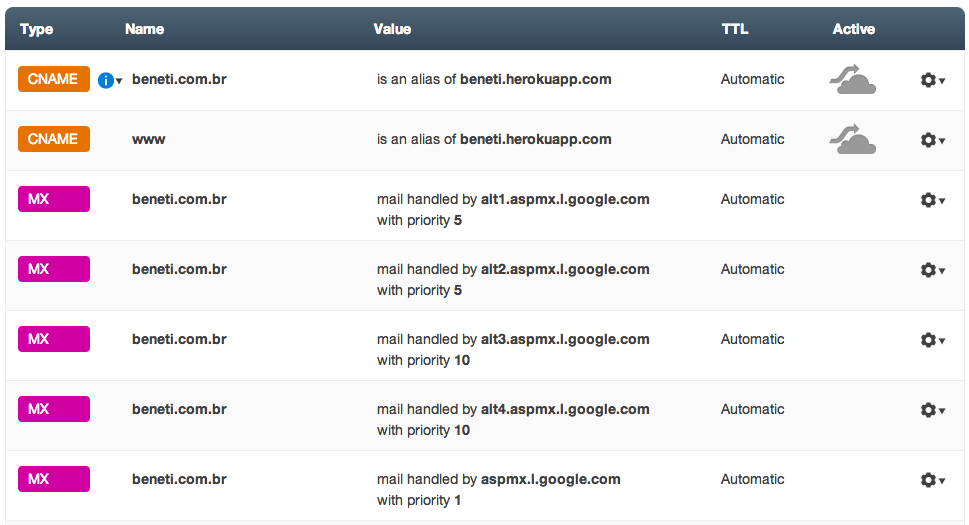 Type Name Value TTL Active
CNAME i beneti.com.br is an alias of beneti.herokuapp.com Automatic
CNAME www is an alias of beneti.herokuapp.com Automatic
MX beneti.com.br mail handled by alt1.aspmx.l.google.com Automatic
with priority 5
MX beneti.com.br mail handled by alt2.aspmx.l.google.com Automatic
with priority 5
MX beneti.com.br mail handled by alt3.aspmx.l.google.com Automatic
with priority 10
MX beneti.com.br mail handled by alt4.aspmx.l.google.com Automatic
with priority 10
MX beneti.com.br mail handled by aspmx.l.google.com Automatic
with priority 1